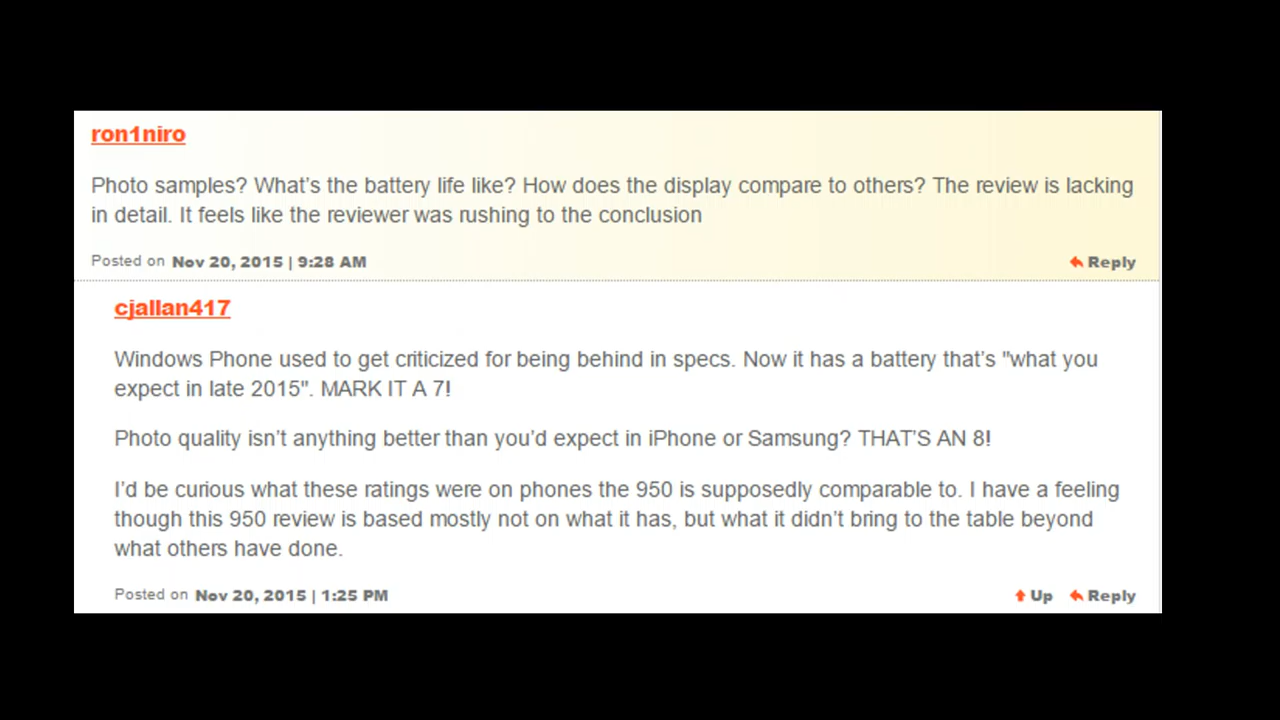 ron1niro
Photo samples? What's the battery life like? How does the display compare to others? The review is lacking
in detail. It feels like the reviewer was rushing to the conclusion
Posted on Nov 20, 2015 | 9:28 AM
Reply
cjallan417
Windows Phone used to get criticized for being behind in specs. Now it has a battery that's "what you
expect in late 2015". MARK IT A 7!
Photo quality isn't anything better than you'd expect in iPhone or Samsung? THAT'S AN 8!
I'd be curious what these ratings were on phones the 950 is supposedly comparable to. I have a feeling
though this 950 review is based mostly not on what it has, but what it didn't bring to the table beyond
what others have done.
Posted on Nov 20, 2015 | 1:25 PM
Up Reply